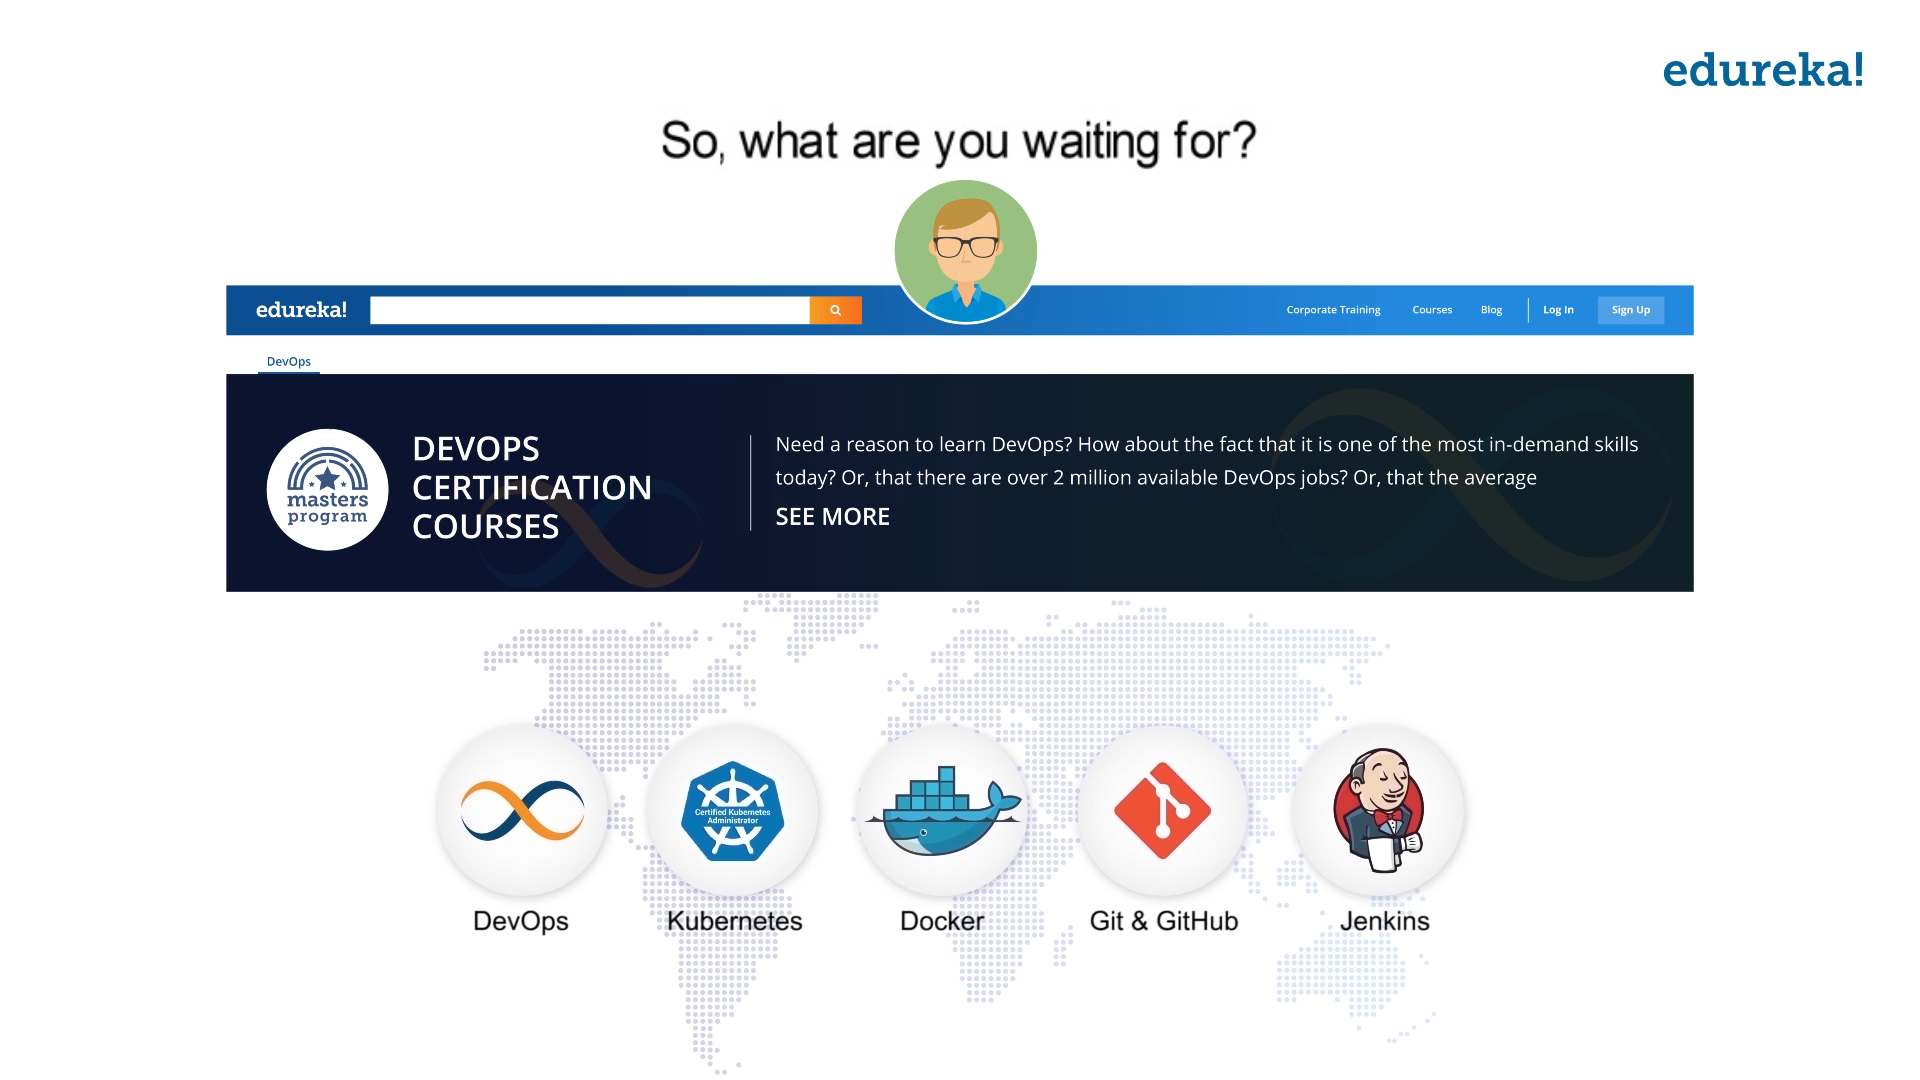 edureka!
So, what are you waiting for?
edureka!
Corporate Training
Courses
Blog
Log In
Sign Up
DevOps
masters
program
DEVOPS
CERTIFICATION
COURSES
Need a reason to learn DevOps? How about the fact that it is one of the most in-demand skills
today? Or, that there are over 2 million available DevOps jobs? Or, that the average
SEE MORE
Certified Kubernetes
Administrator
DevOps
Kubernetes
Docker
Git & GitHub
Jenkins